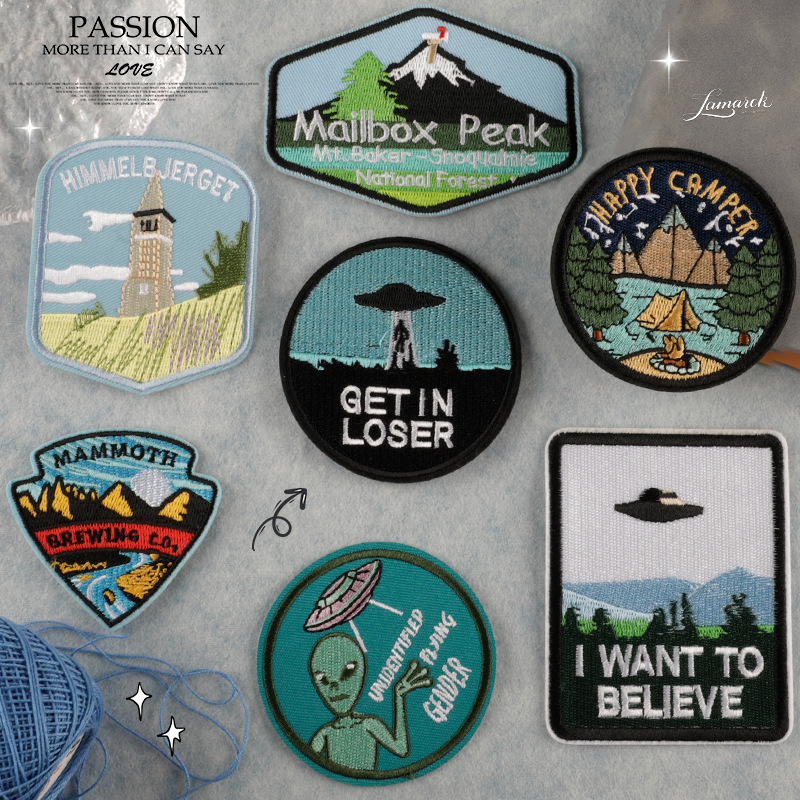 PASSION
MORE THAN I CAN SAY
LOVE
Lamarck
Mailbox Peak
Mt. Baker - Snoqualmie
National Forest
HIMMELBJERGET
HAPPY CAMPER
GET IN
LOSER
MAMMOTH
BREWING CO.
UNIDENTIFIED
FLYING
GENDER
I WANT TO
BELIEVE